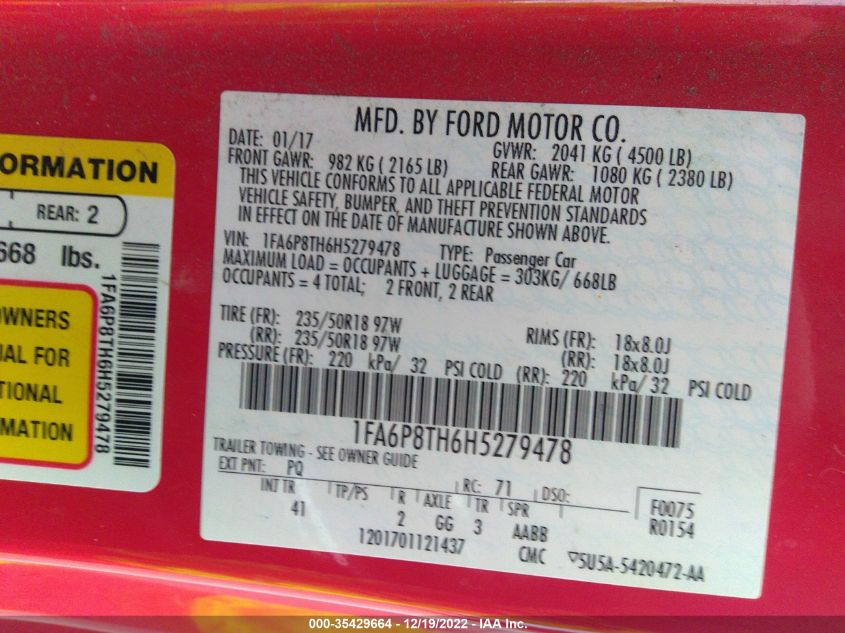 MFD. BY FORD MOTOR CO.
DATE: 01/17 GVWR: 2041 KG ( 4500 LB)
FRONT GAWR: 982 KG ( 2165 LB) REAR GAWR: 1080 KG ( 2380 LB)
THIS VEHICLE CONFORMS TO ALL APPLICABLE FEDERAL MOTOR
VEHICLE SAFETY, BUMPER, AND THEFT PREVENTION STANDARDS
IN EFFECT ON THE DATE OF MANUFACTURE SHOWN ABOVE.
VIN: 1FA6P8TH6H5279478 TYPE: Passenger Car
MAXIMUM LOAD = OCCUPANTS + LUGGAGE = 303KG/ 668LB
OCCUPANTS = 4 TOTAL; 2 FRONT, 2 REAR
TIRE (FR): 235/50R18 97W RIMS (FR): 18x8.0J
(RR): 235/50R18 97W (RR): 18x8.0J
PRESSURE (FR): 220 kPa/ 32 PSI COLD (RR): 220 kPa/ 32 PSI COLD
1FA6P8TH6H5279478
TRAILER TOWING - SEE OWNER GUIDE
EXT PNT: PQ RC: 71 DSO: F0075
INT TR TP/PS R AXLE TR SPR R0154
41 2 GG 3 AABB
1201701121437 CMC ▽5U5A-5420472-AA
ORMATION
REAR: 2
668 lbs.
1FA6P8TH6H5279478
OWNERS
UAL FOR
TIONAL
RMATION
000-35429664 - 12/19/2022 - IAA Inc.